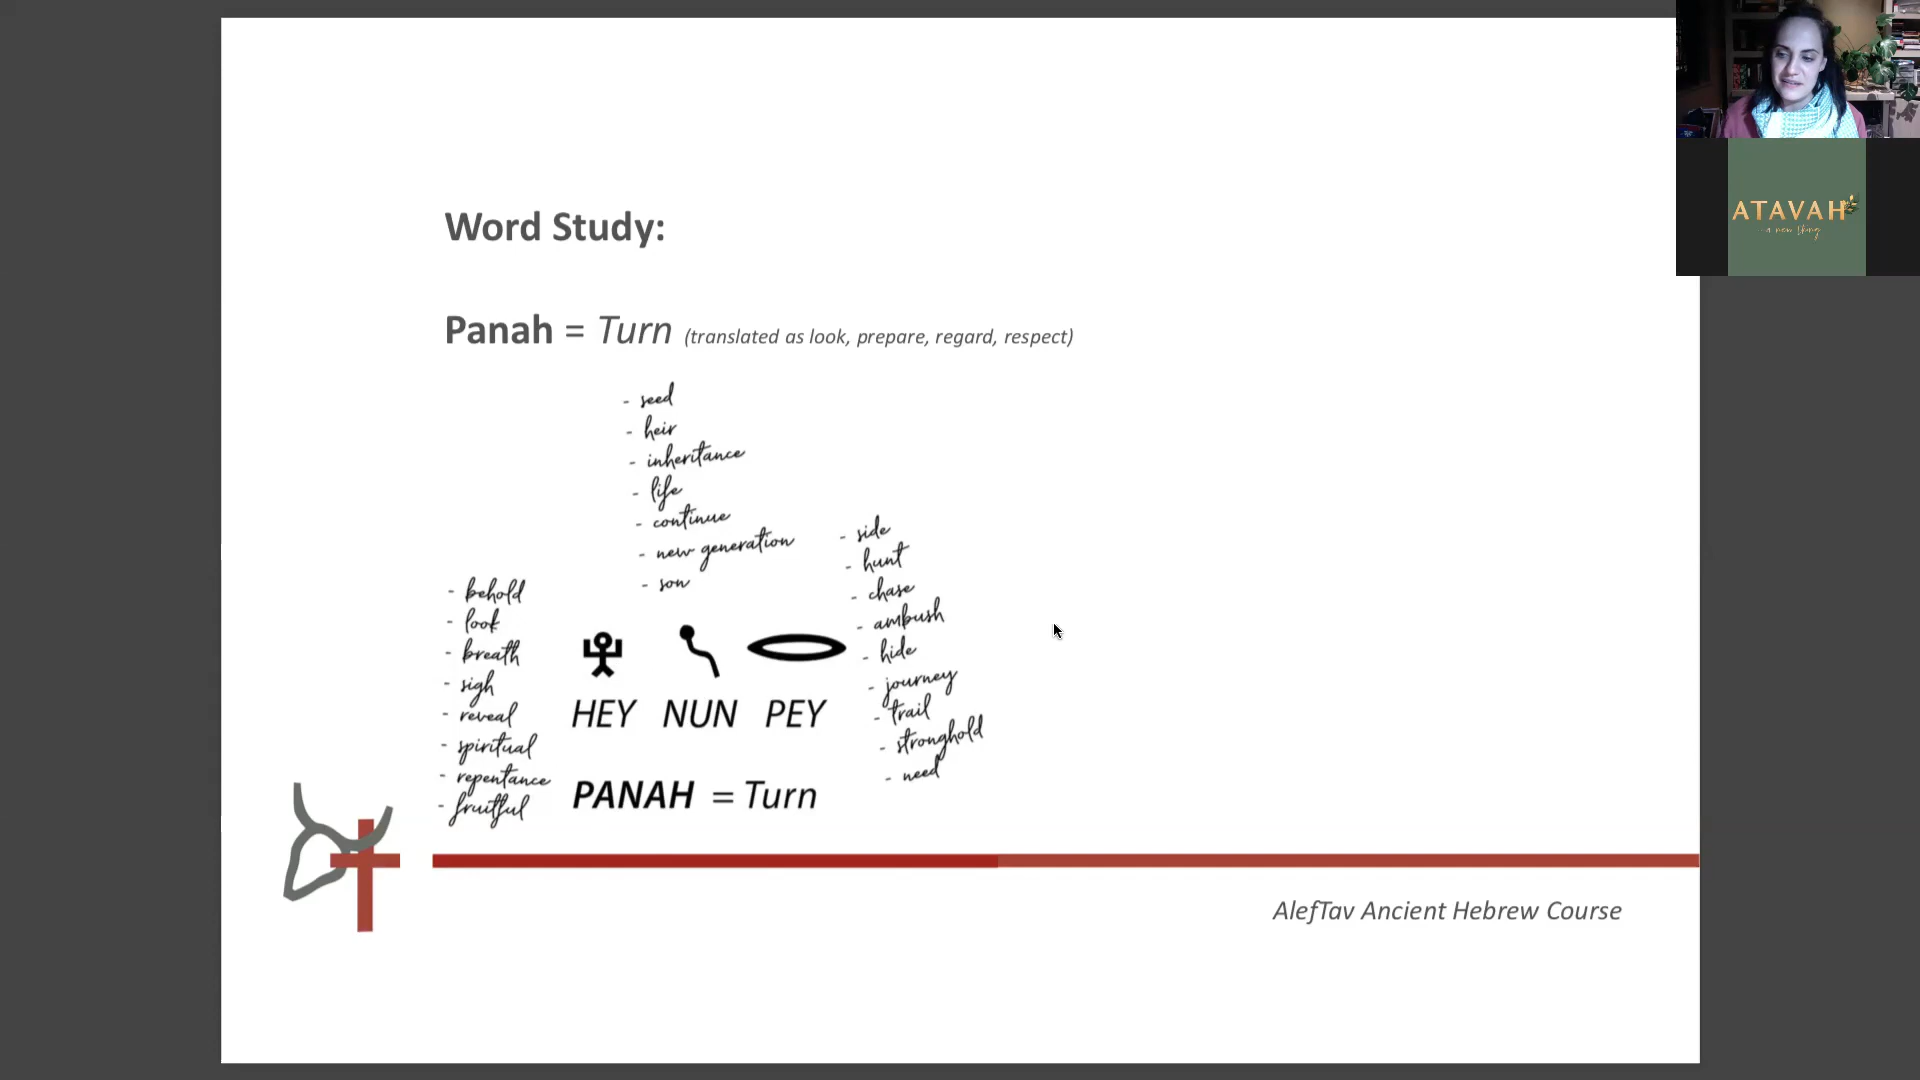 ATAVAH
a new thing
Word Study:
Panah = Turn (translated as look, prepare, regard, respect)
- seed
- heir
- inheritance
- life
- continue
- new generation
- son
- side
- hunt
- chase
- ambush
- hide
- journey
- trail
- stronghold
- need
- behold
- look
- breath
- sigh
- reveal
- spiritual
- repentance
- fruitful
HEY NUN PEY
PANAH = Turn
AlefTav Ancient Hebrew Course